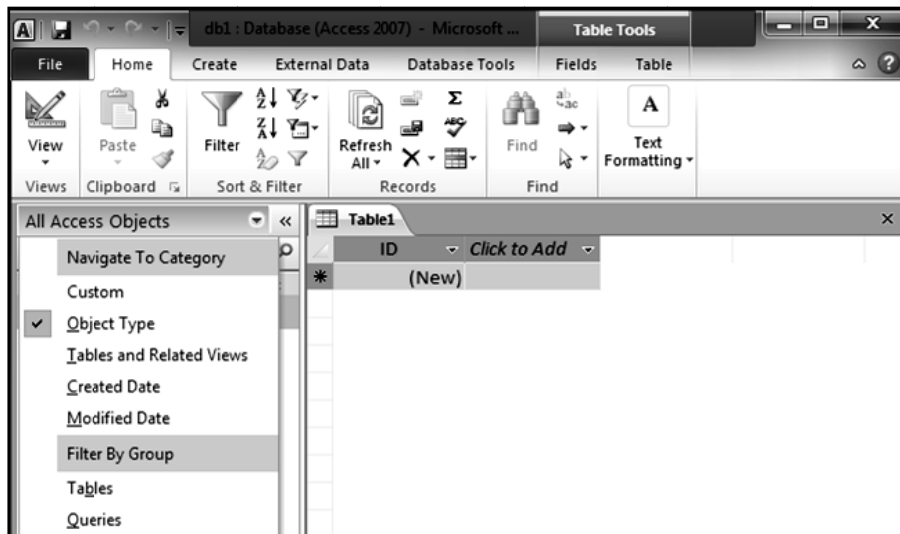 db1 : Database (Access 2007) - Microsoft ... Table Tools
File Home Create External Data Database Tools Fields Table
View Paste Filter Refresh All Find Text Formatting
Views Clipboard Sort & Filter Records Find
All Access Objects
Table1
Navigate To Category
ID Click to Add
(New)
Custom
Object Type
Tables and Related Views
Created Date
Modified Date
Filter By Group
Tables
Queries